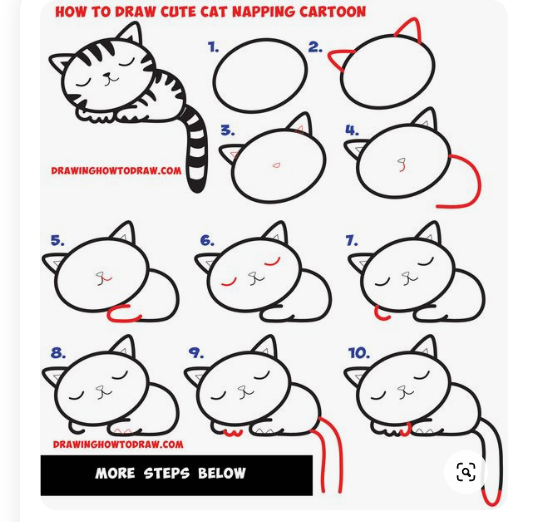 HOW TO DRAW CUTE CAT NAPPING CARTOON
1.
2.
3.
4.
DRAWINGHOWTODRAW.COM
5.
6.
7.
8.
9.
10.
DRAWINGHOWTODRAW.COM
MORE STEPS BELOW